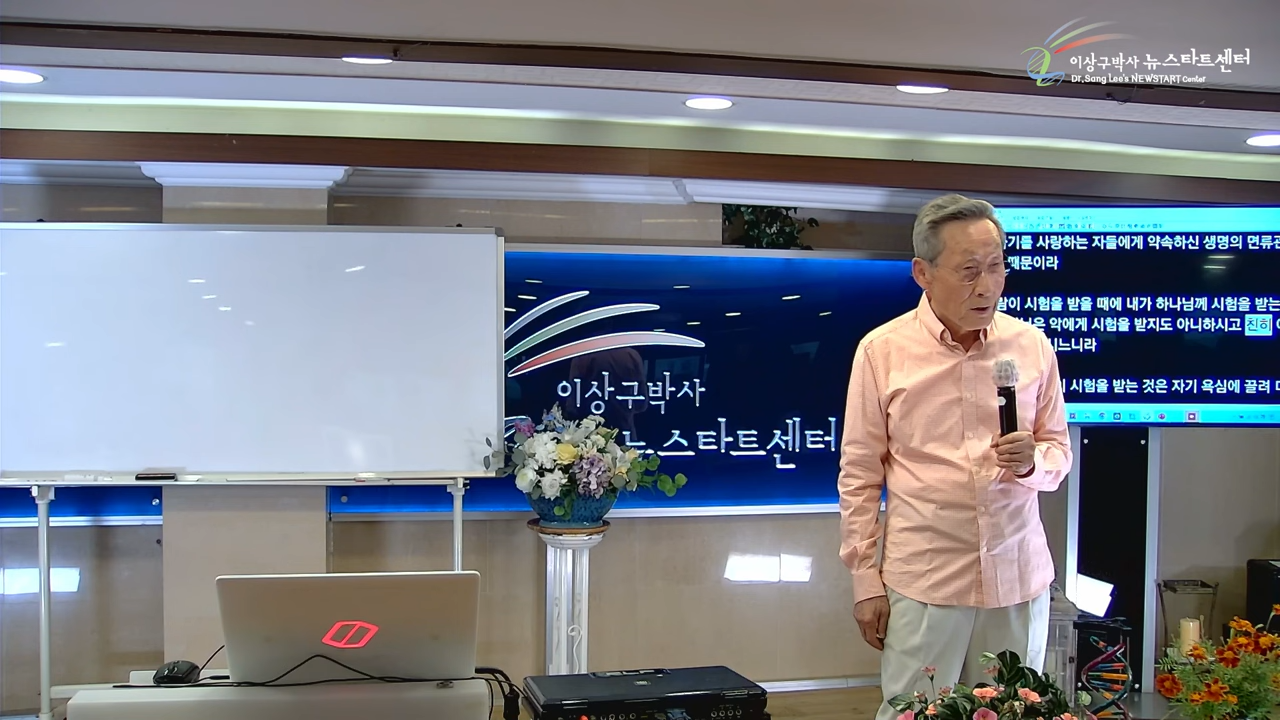 이상구박사 뉴스타트센터
Dr. Sang Lee's NEWSTART Center
기를 사랑하는 자들에게 약속하신 생명의 면류관
때문이라
이 시험을 받을 때에 내가 하나님께 시험을 받는
은 악에게 시험을 받지도 아니하시고 친히
시느니라
시험을 받는 것은 자기 욕심에 끌려
이상구박사
뉴스타트센터